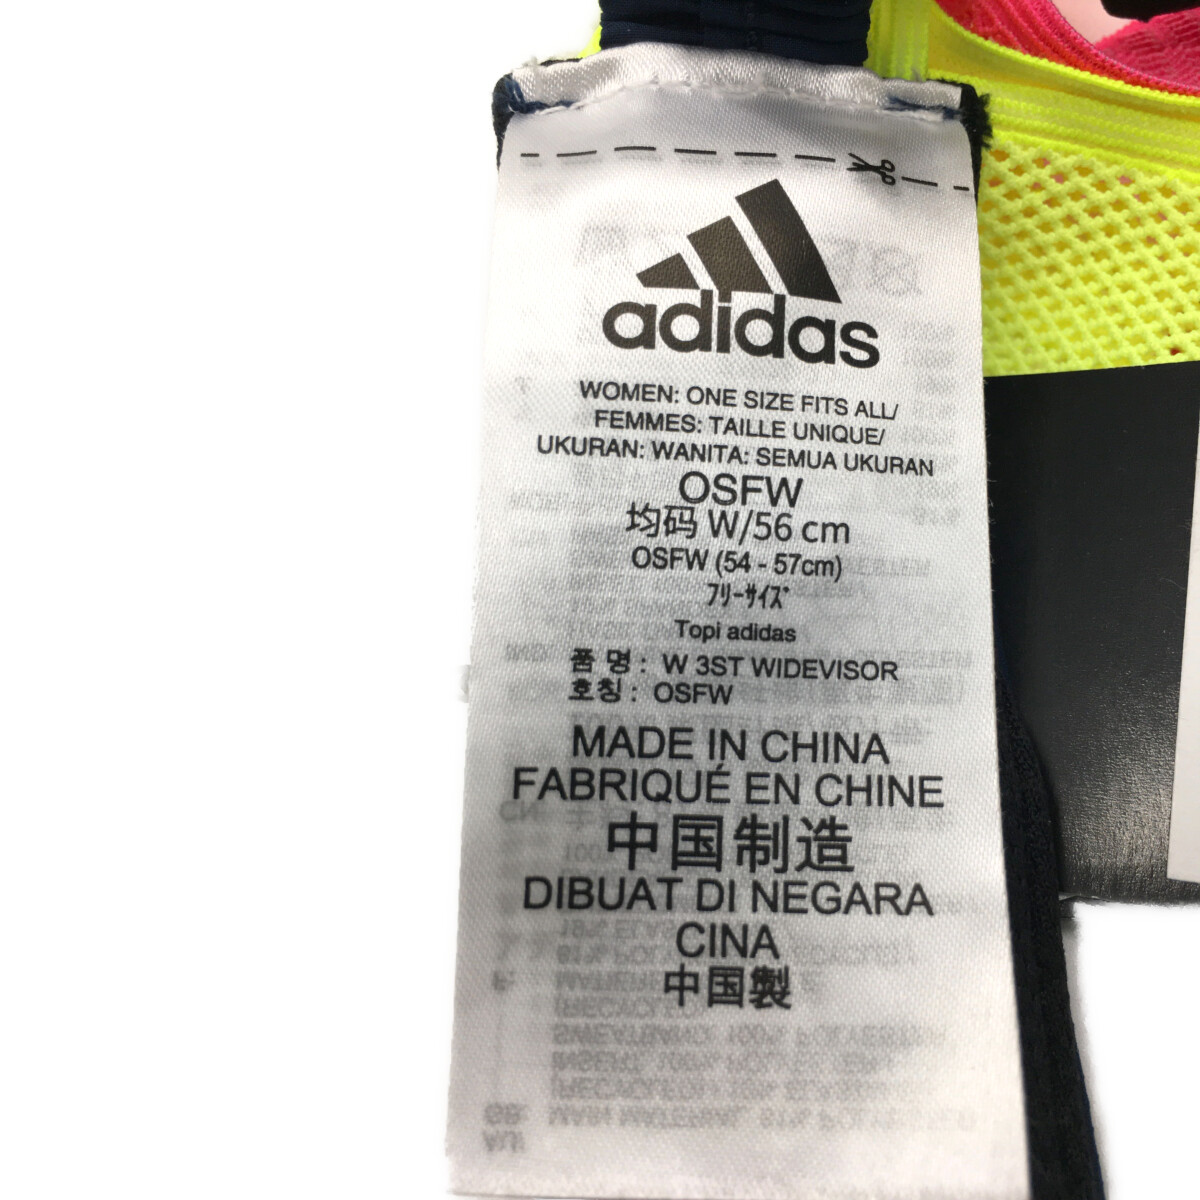 adidas
WOMEN: ONE SIZE FITS ALL/
FEMMES: TAILLE UNIQUE/
UKURAN: WANITA: SEMUA UKURAN
OSFW
均码 W/56 cm
OSFW (54 - 57cm)
フリーサイズ
Topi adidas
품 명 : W 3ST WIDEVISOR
호칭 : OSFW
MADE IN CHINA
FABRIQUÉ EN CHINE
中国制造
DIBUAT DI NEGARA
CINA
中国製